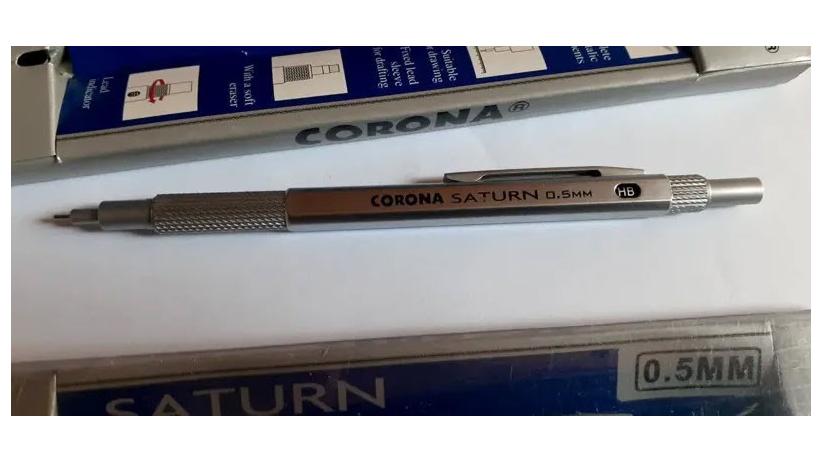 Lead
indicator
With a soft
eraser
Fixed lead
sleeve
for drafting
Suitable
drawing
CORONA®
CORONA SATURN 0.5MM HB
0.5MM
SATURN